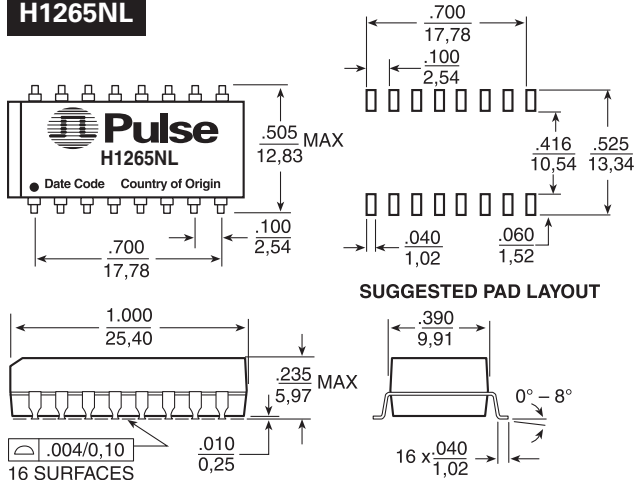 H1265NL
.700
17,78
.100
2,54
Pulse
H1265NL
Date Code Country of Origin
.505
12,83
MAX
.416
10,54
.525
13,34
.100
2,54
.700
17,78
.040
1,02
.060
1,52
SUGGESTED PAD LAYOUT
1.000
25,40
.390
9,91
.235
5,97
MAX
0° – 8°
.004/0,10
16 SURFACES
.010
0,25
16 x .040
1,02